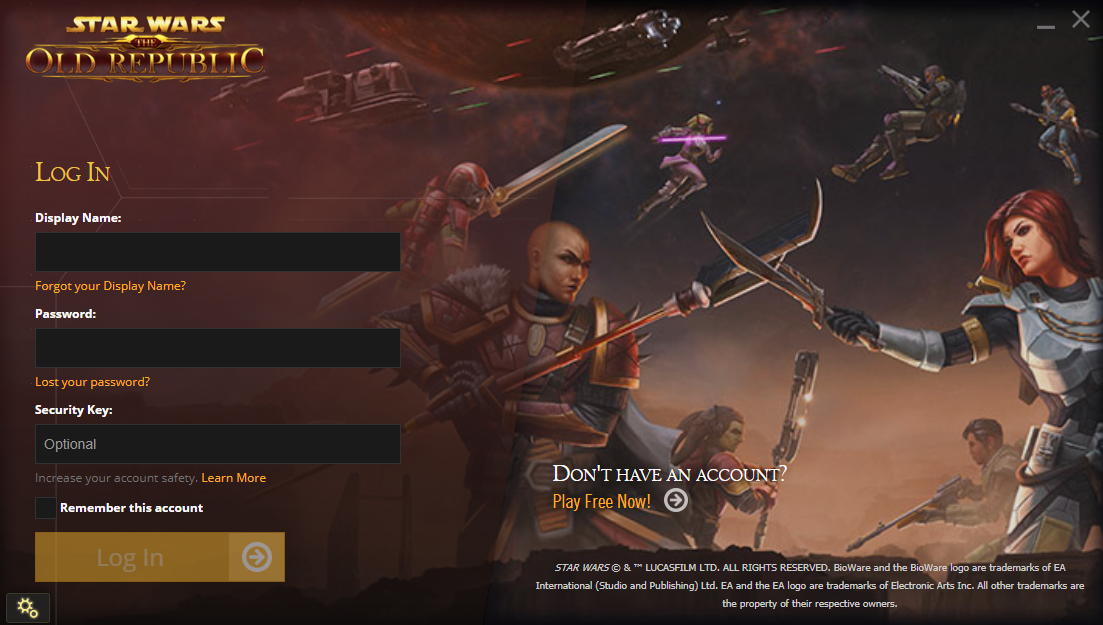 STAR WARS
THE
OLD REPUBLIC
LOG IN
Display Name:
Forgot your Display Name?
Password:
Lost your password?
Security Key:
Optional
Increase your account safety. Learn More
Remember this account
Log In
DON'T HAVE AN ACCOUNT?
Play Free Now!
STAR WARS © & ™ LUCASFILM LTD. ALL RIGHTS RESERVED. BioWare and the BioWare logo are trademarks of EA
International (Studio and Publishing) Ltd. EA and the EA logo are trademarks of Electronic Arts Inc. All other trademarks are
the property of their respective owners.